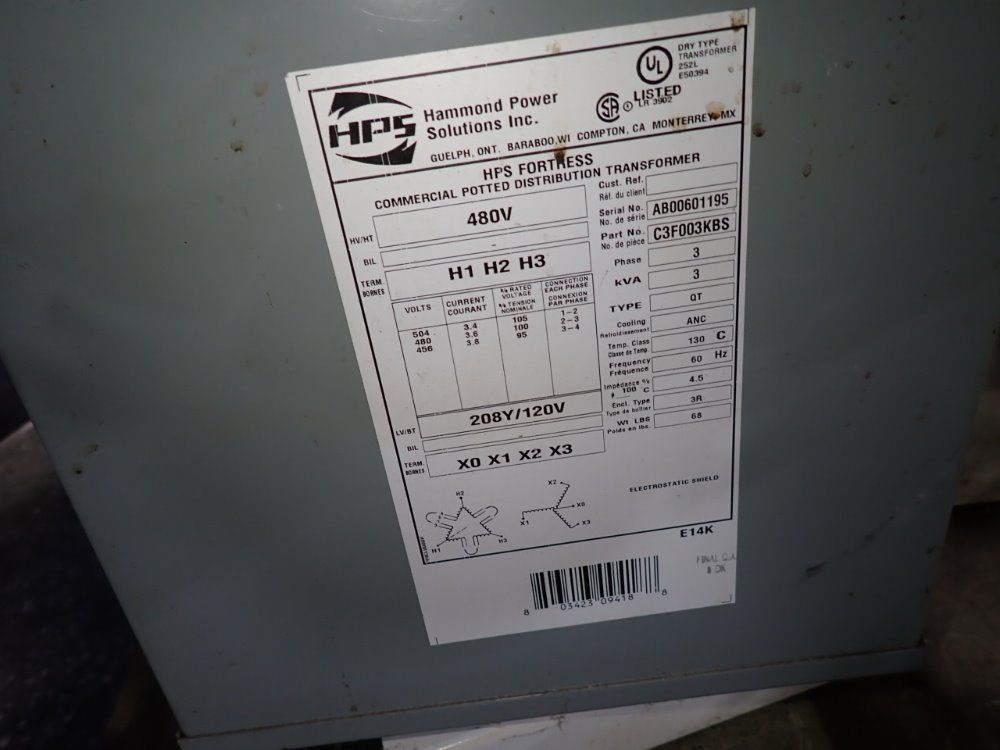 HPS
Hammond Power
Solutions Inc.
UL
DRY TYPE
TRANSFORMER
252L
E50394
LISTED
LR 3902
GUELPH, ONT. BARABOO,WI COMPTON, CA MONTERREY, MX
HPS FORTRESS
COMMERCIAL POTTED DISTRIBUTION TRANSFORMER
HV/HT 480V
BIL -
TERM. BORNES H1 H2 H3
VOLTS CURRENT COURANT % RATED VOLTAGE % TENSION NOMINALE CONNECTION EACH PHASE CONNEXION PAR PHASE
504 3.4 105 1-2
480 3.6 100 2-3
456 3.8 95 3-4
LV/BT 208Y/120V
BIL -
TERM. BORNES X0 X1 X2 X3
Cust. Ref.
Réf. du client
Serial No. AB00601195
No. de série
Part No. C3F003KBS
No. de pièce
Phase 3
kVA 3
TYPE QT
Cooling ANC
Refroidissement
Temp. Class 130 C
Classe de Temp.
Frequency 60 Hz
Fréquence
Impédance % 4.5
100 C
Encl. Type 3R
Type de boîtier
Wt LBS 68
Poids en lbs.
H2
H1 H3
X2
X0
X1 X3
ELECTROSTATIC SHIELD
E14K
FINAL Q.A.
OK
8 03423 09418 8